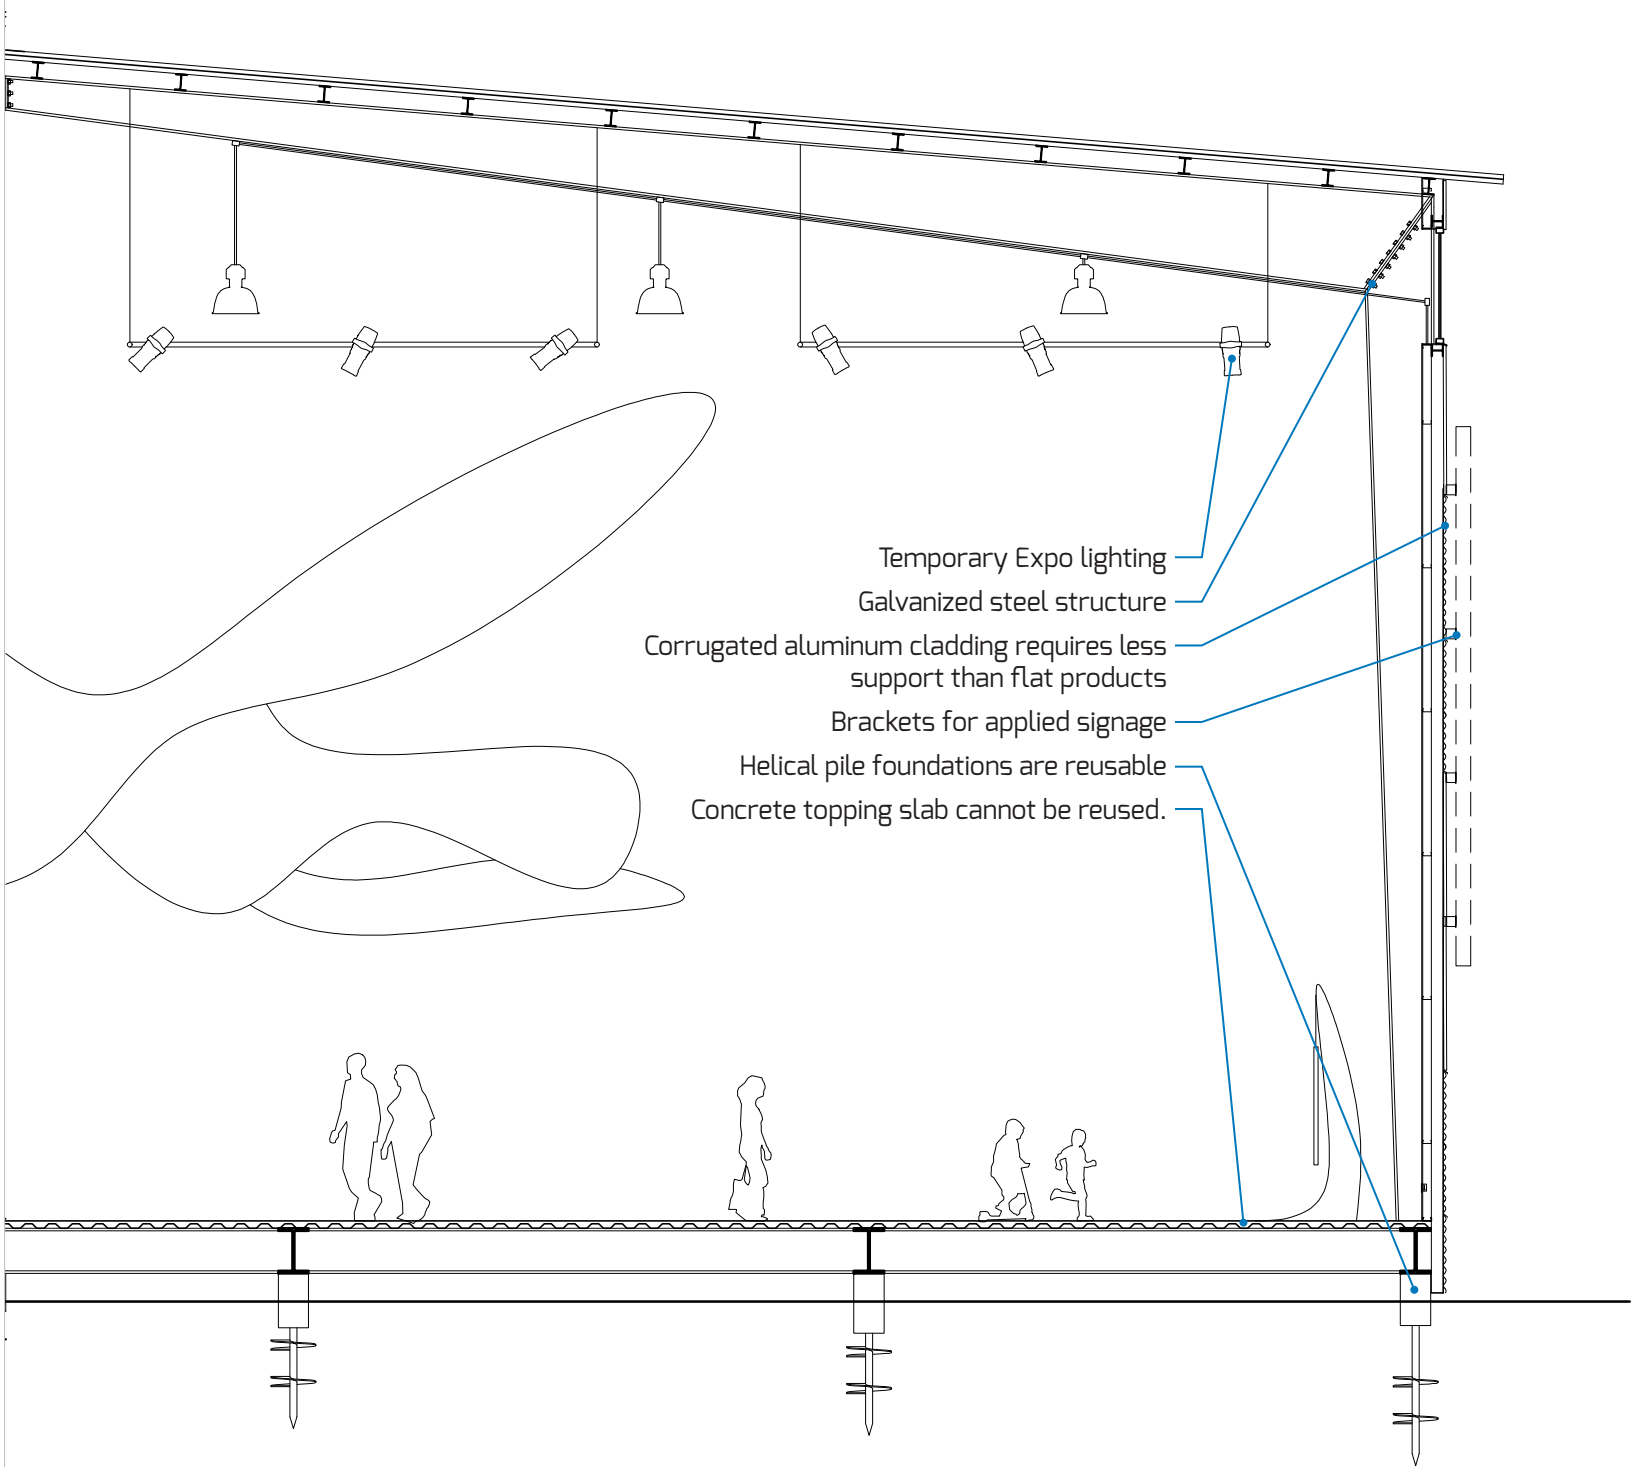 Temporary Expo lighting
Galvanized steel structure
Corrugated aluminum cladding requires less
support than flat products
Brackets for applied signage
Helical pile foundations are reusable
Concrete topping slab cannot be reused.